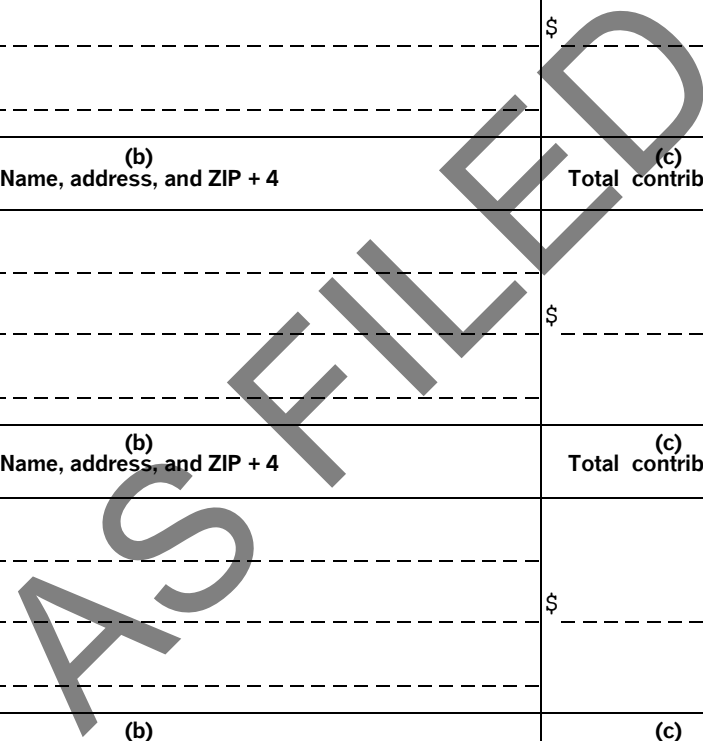 $
(b)
(c)
Name, address, and ZIP + 4
Total contrib
$
(b)
(c)
Name, address, and ZIP + 4
Total contrib
$
(b)
(c)
AS FILED